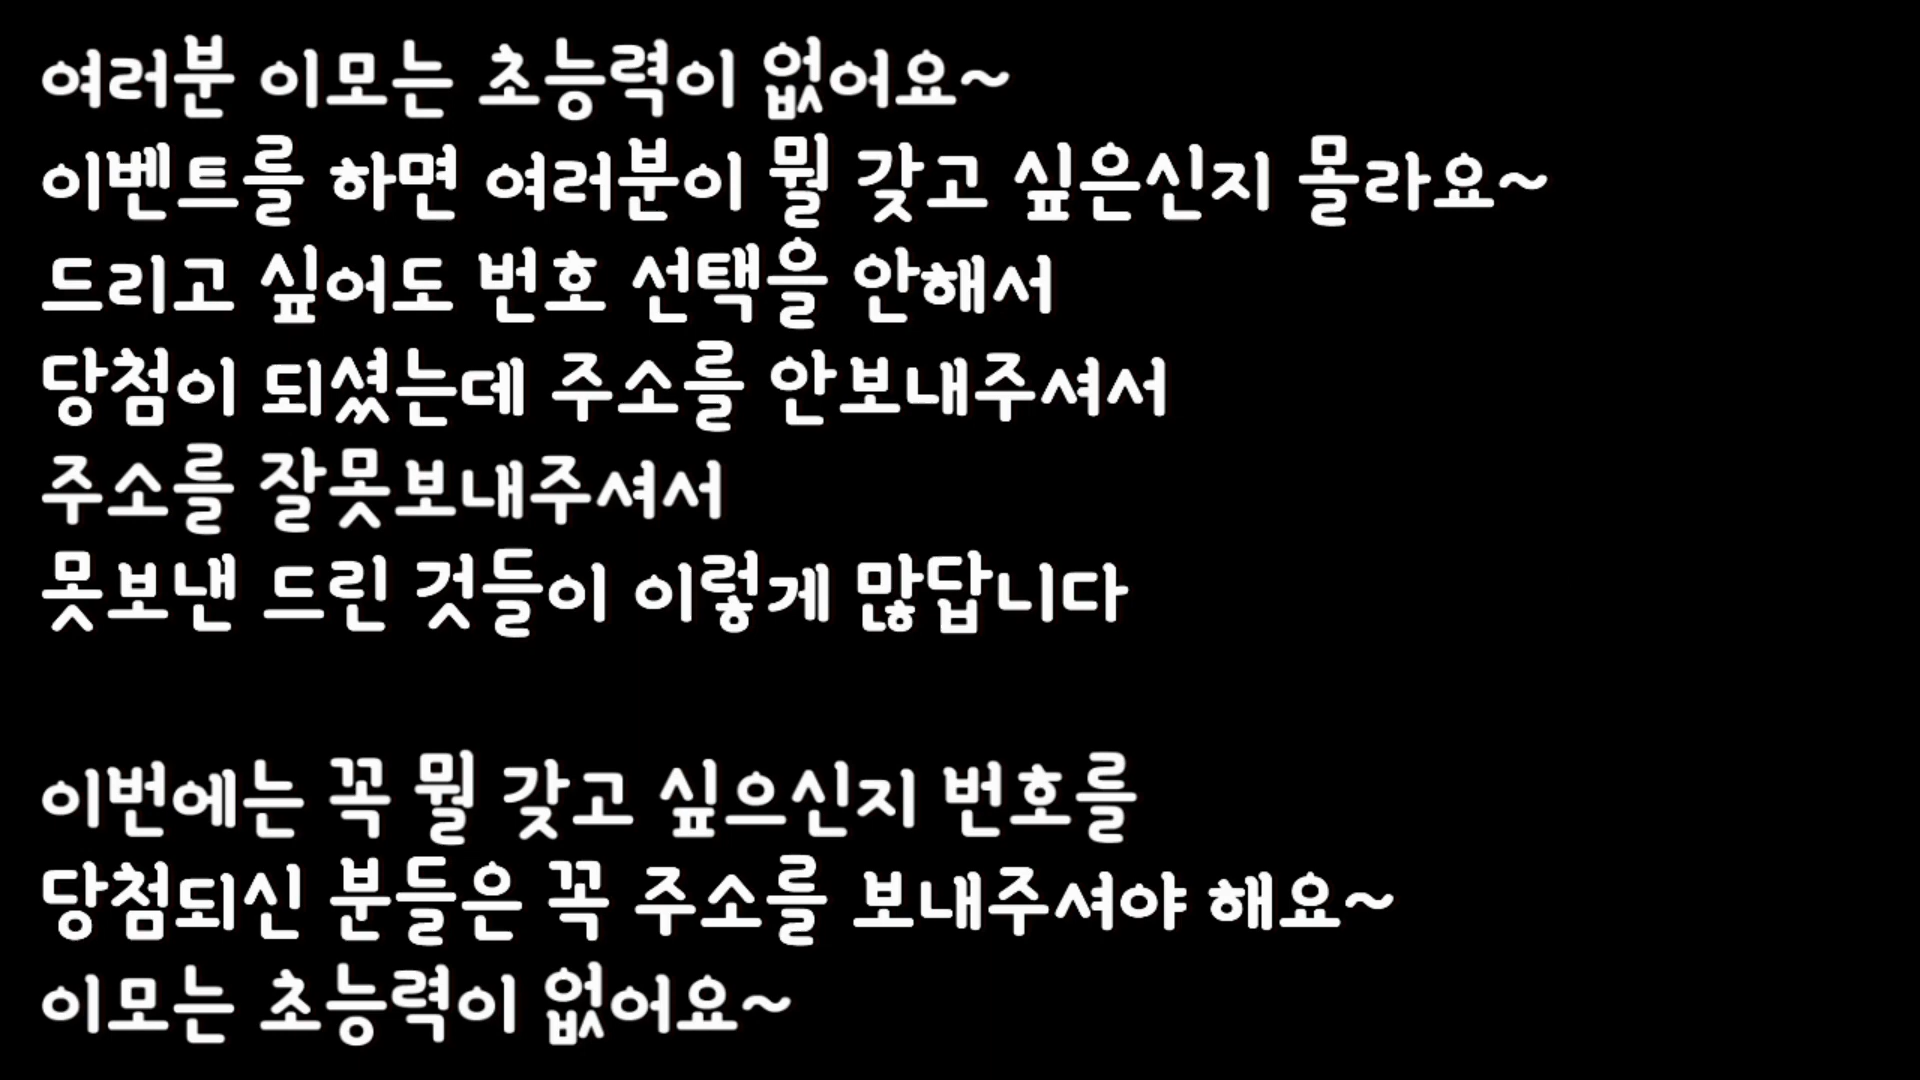 여러분 이모는 초능력이 없어요~
이벤트를 하면 여러분이 뭘 갖고 싶은신지 몰라요~
드리고 싶어도 번호 선택을 안해서
당첨이 되셨는데 주소를 안보내주셔서
주소를 잘못보내주셔서
못보낸 드린 것들이 이렇게 많답니다
이번에는 꼭 뭘 갖고 싶으신지 번호를
당첨되신 분들은 꼭 주소를 보내주셔야 해요~
이모는 초능력이 없어요~